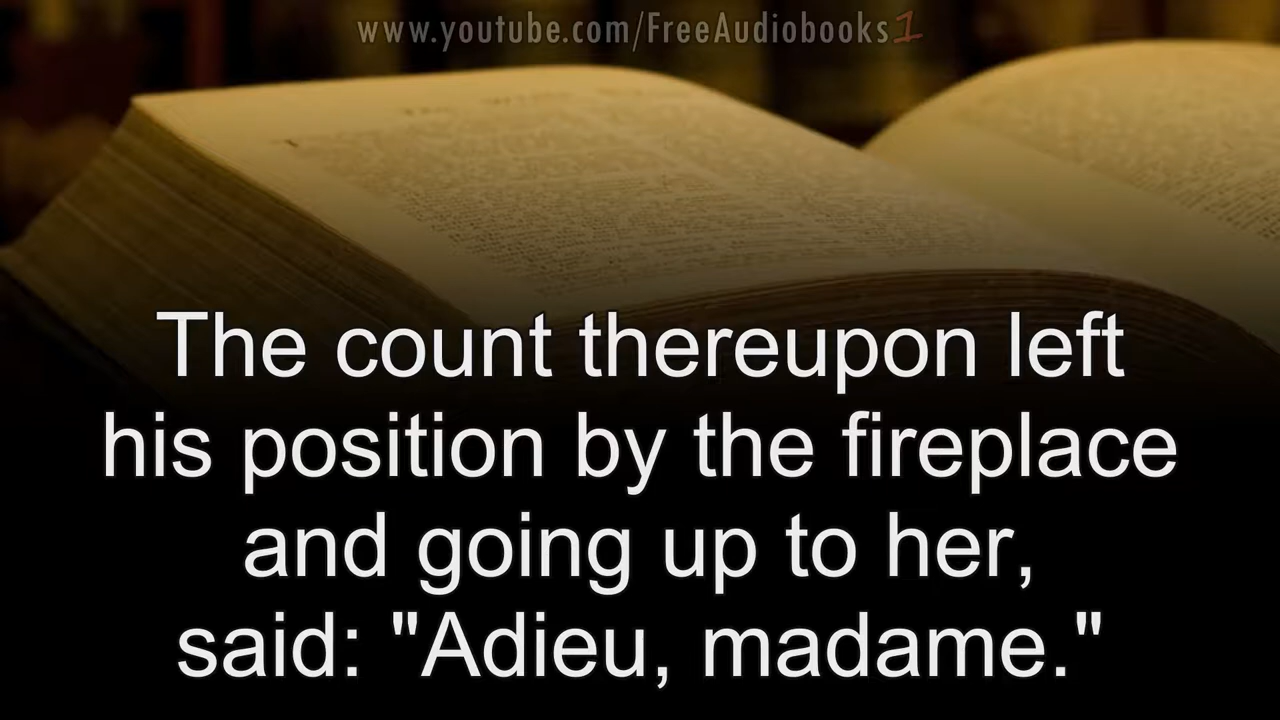 www.youtube.com/FreeAudiobooks1
The count thereupon left
his position by the fireplace
and going up to her,
said: "Adieu, madame."